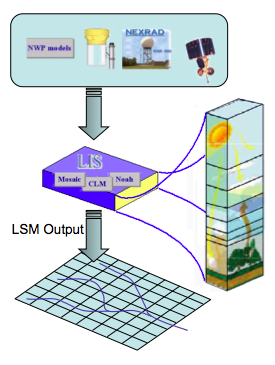 NWP models
NEXRAD
LIS
Mosaic
CLM
Noah
LSM Output